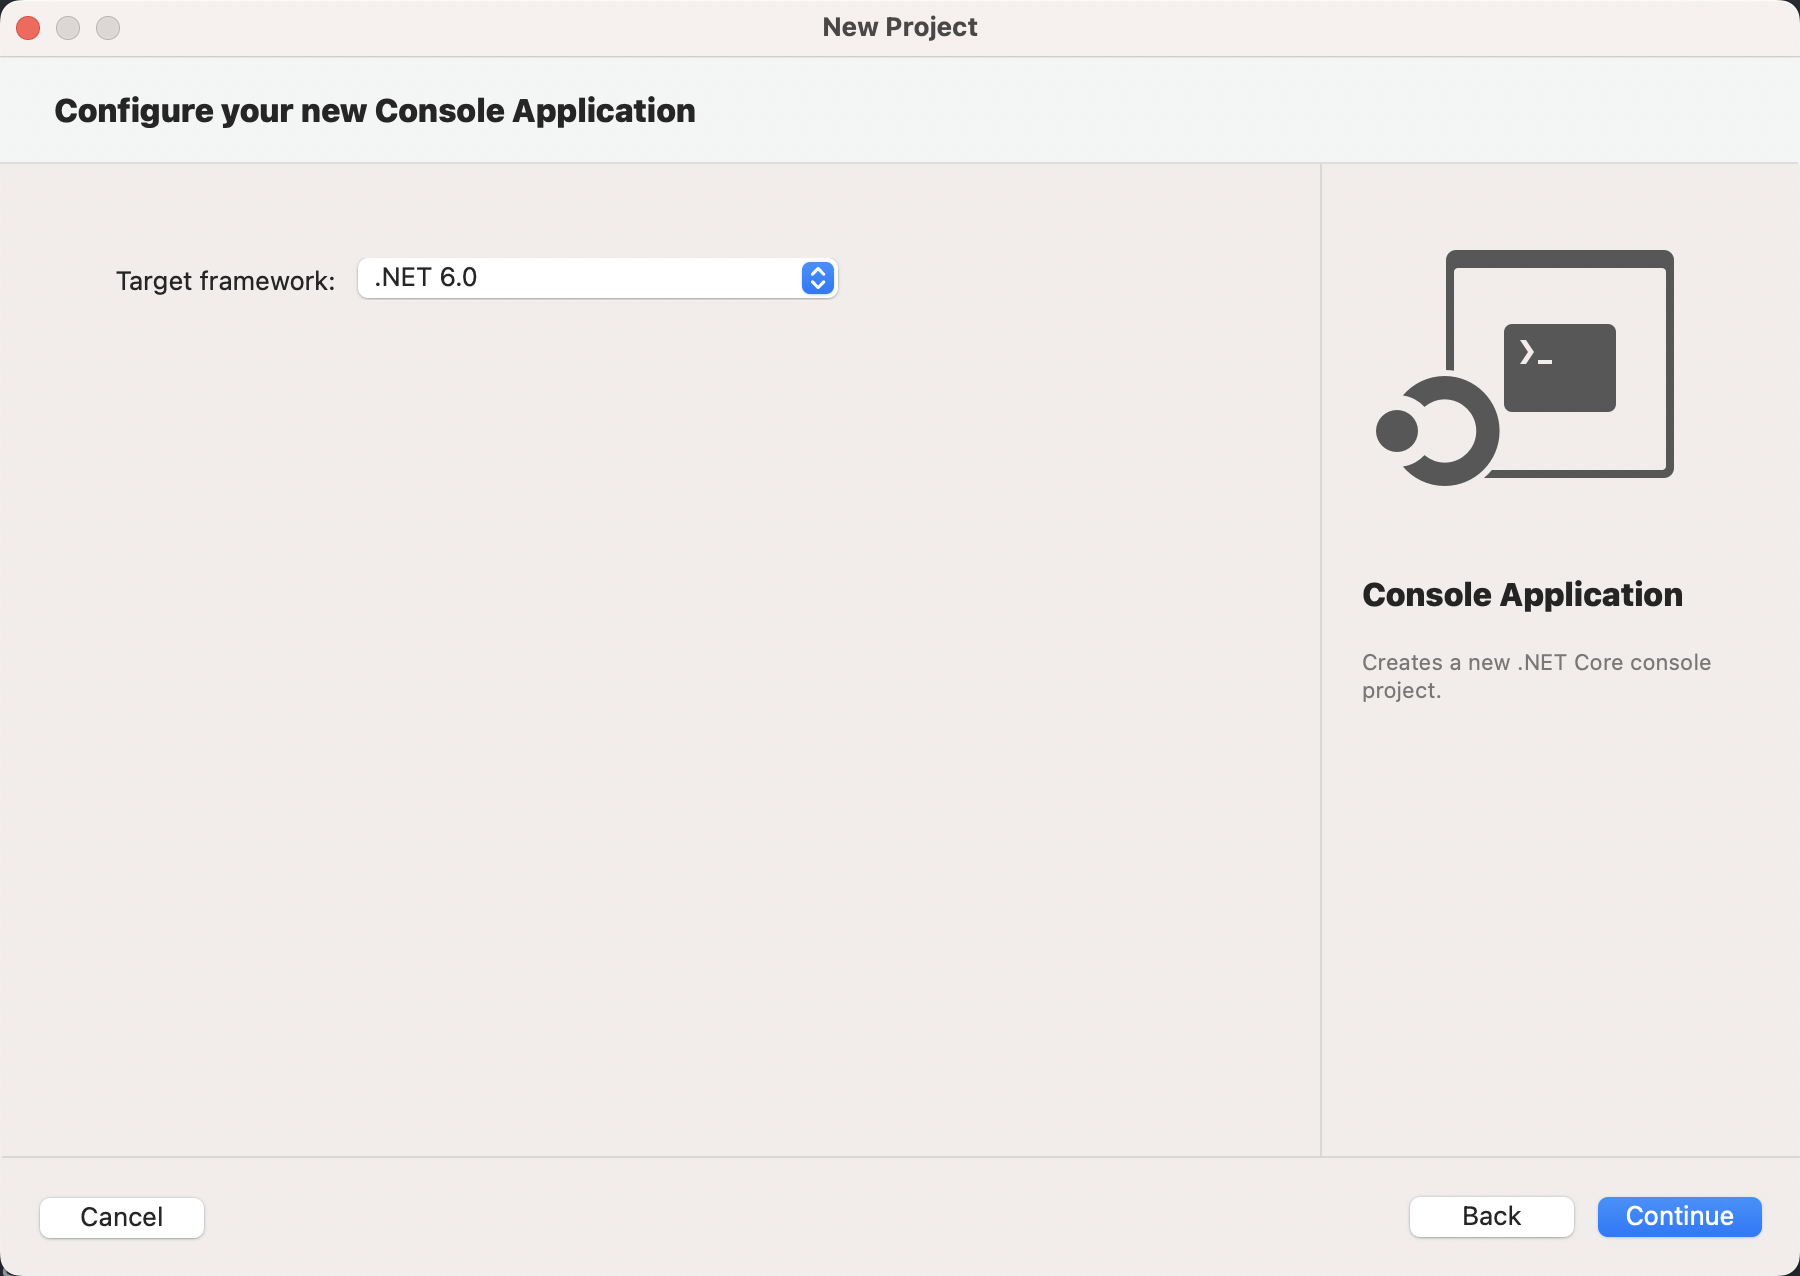 New Project
Configure your new Console Application
Target framework: .NET 6.0
❯_
Console Application
Creates a new .NET Core console
project.
Cancel
Back
Continue